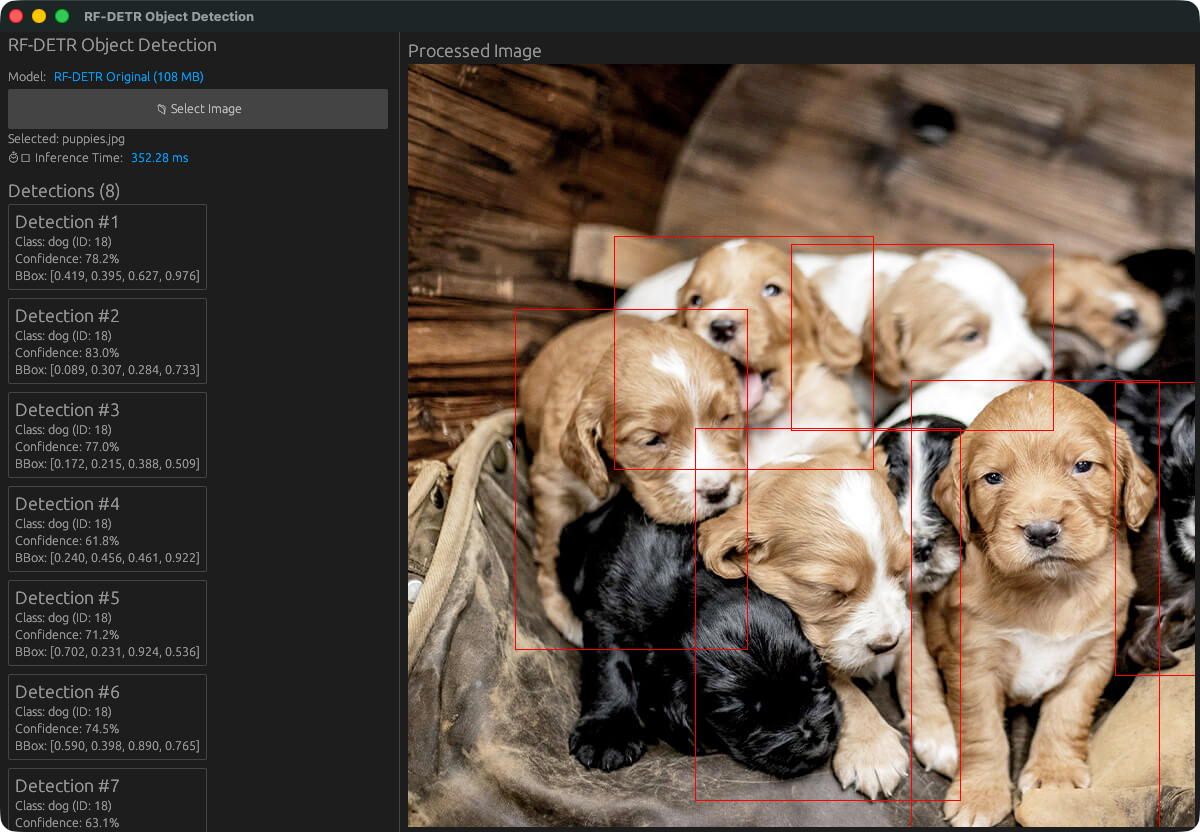 RF-DETR Object Detection
RF-DETR Object Detection
Model: RF-DETR Original (108 MB)
Select Image
Selected: puppies.jpg
Inference Time: 352.28 ms
Detections (8)
Detection #1
Class: dog (ID: 18)
Confidence: 78.2%
BBox: [0.419, 0.395, 0.627, 0.976]
Detection #2
Class: dog (ID: 18)
Confidence: 83.0%
BBox: [0.089, 0.307, 0.284, 0.733]
Detection #3
Class: dog (ID: 18)
Confidence: 77.0%
BBox: [0.172, 0.215, 0.388, 0.509]
Detection #4
Class: dog (ID: 18)
Confidence: 61.8%
BBox: [0.240, 0.456, 0.461, 0.922]
Detection #5
Class: dog (ID: 18)
Confidence: 71.2%
BBox: [0.702, 0.231, 0.924, 0.536]
Detection #6
Class: dog (ID: 18)
Confidence: 74.5%
BBox: [0.590, 0.398, 0.890, 0.765]
Detection #7
Class: dog (ID: 18)
Confidence: 63.1%
Processed Image